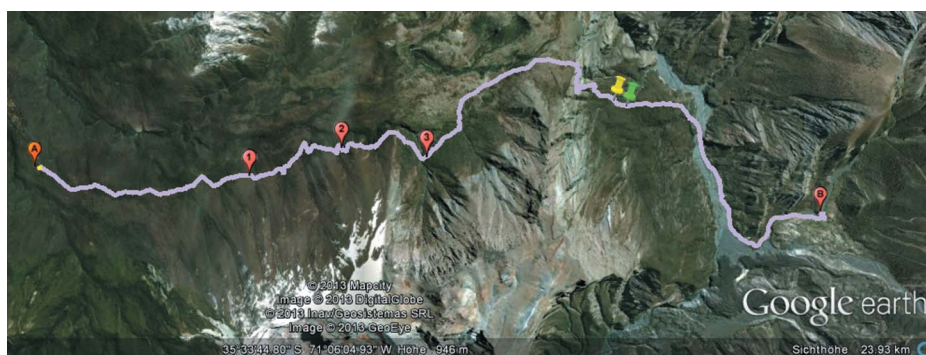 A
1
2
3
B
© 2013 Mapcity
Image © 2013 DigitalGlobe
© 2013 Inav/Geosistemas SRL
Image © 2013 GeoEye
Google earth
35°33'44.80" S 71°06'04.93" W Höhe 946 m
Sichthöhe 23.93 km